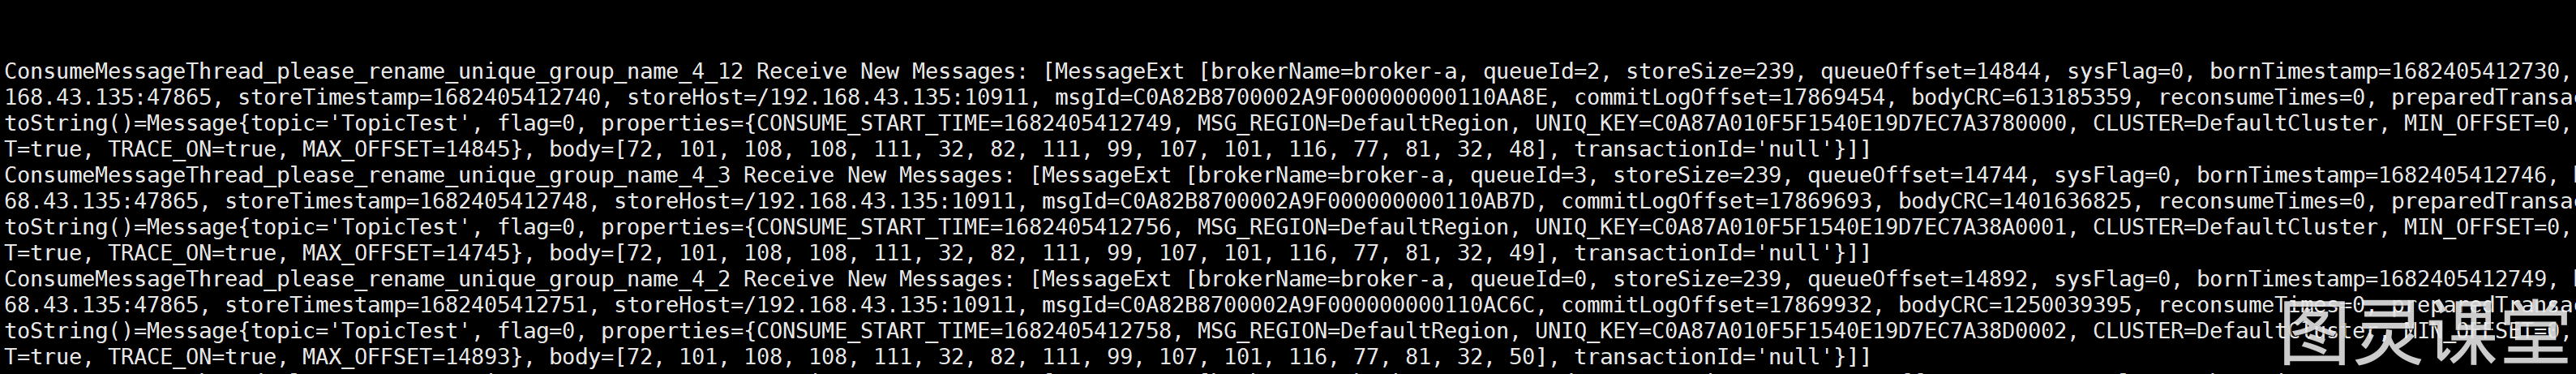 ConsumeMessageThread_please_rename_unique_group_name_4_12 Receive New Messages: [MessageExt [brokerName=broker-a, queueId=2, storeSize=239, queueOffset=14844, sysFlag=0, bornTimestamp=1682405412730,
168.43.135:47865, storeTimestamp=1682405412740, storeHost=/192.168.43.135:10911, msgId=C0A82B8700002A9F000000000110AA8E, commitLogOffset=17869454, bodyCRC=613185359, reconsumeTimes=0, preparedTransac
toString()=Message{topic='TopicTest', flag=0, properties={CONSUME_START_TIME=1682405412749, MSG_REGION=DefaultRegion, UNIQ_KEY=C0A87A010F5F1540E19D7EC7A3780000, CLUSTER=DefaultCluster, MIN_OFFSET=0,
T=true, TRACE_ON=true, MAX_OFFSET=14845}, body=[72, 101, 108, 108, 111, 32, 82, 111, 99, 107, 101, 116, 77, 81, 32, 48], transactionId='null'}]]
ConsumeMessageThread_please_rename_unique_group_name_4_3 Receive New Messages: [MessageExt [brokerName=broker-a, queueId=3, storeSize=239, queueOffset=14744, sysFlag=0, bornTimestamp=1682405412746,
68.43.135:47865, storeTimestamp=1682405412748, storeHost=/192.168.43.135:10911, msgId=C0A82B8700002A9F000000000110AB7D, commitLogOffset=17869693, bodyCRC=1401636825, reconsumeTimes=0, preparedTransa
toString()=Message{topic='TopicTest', flag=0, properties={CONSUME_START_TIME=1682405412756, MSG_REGION=DefaultRegion, UNIQ_KEY=C0A87A010F5F1540E19D7EC7A38A0001, CLUSTER=DefaultCluster, MIN_OFFSET=0,
T=true, TRACE_ON=true, MAX_OFFSET=14745}, body=[72, 101, 108, 108, 111, 32, 82, 111, 99, 107, 101, 116, 77, 81, 32, 49], transactionId='null'}]]
ConsumeMessageThread_please_rename_unique_group_name_4_2 Receive New Messages: [MessageExt [brokerName=broker-a, queueId=0, storeSize=239, queueOffset=14892, sysFlag=0, bornTimestamp=1682405412749,
68.43.135:47865, storeTimestamp=1682405412751, storeHost=/192.168.43.135:10911, msgId=C0A82B8700002A9F000000000110AC6C, commitLogOffset=17869932, bodyCRC=1250039395, reconsumeTimes=0, preparedTransa
toString()=Message{topic='TopicTest', flag=0, properties={CONSUME_START_TIME=1682405412758, MSG_REGION=DefaultRegion, UNIQ_KEY=C0A87A010F5F1540E19D7EC7A38D0002, CLUSTER=DefaultCluster, MIN_OFFSET=0,
T=true, TRACE_ON=true, MAX_OFFSET=14893}, body=[72, 101, 108, 108, 111, 32, 82, 111, 99, 107, 101, 116, 77, 81, 32, 50], transactionId='null'}]]
图灵课堂